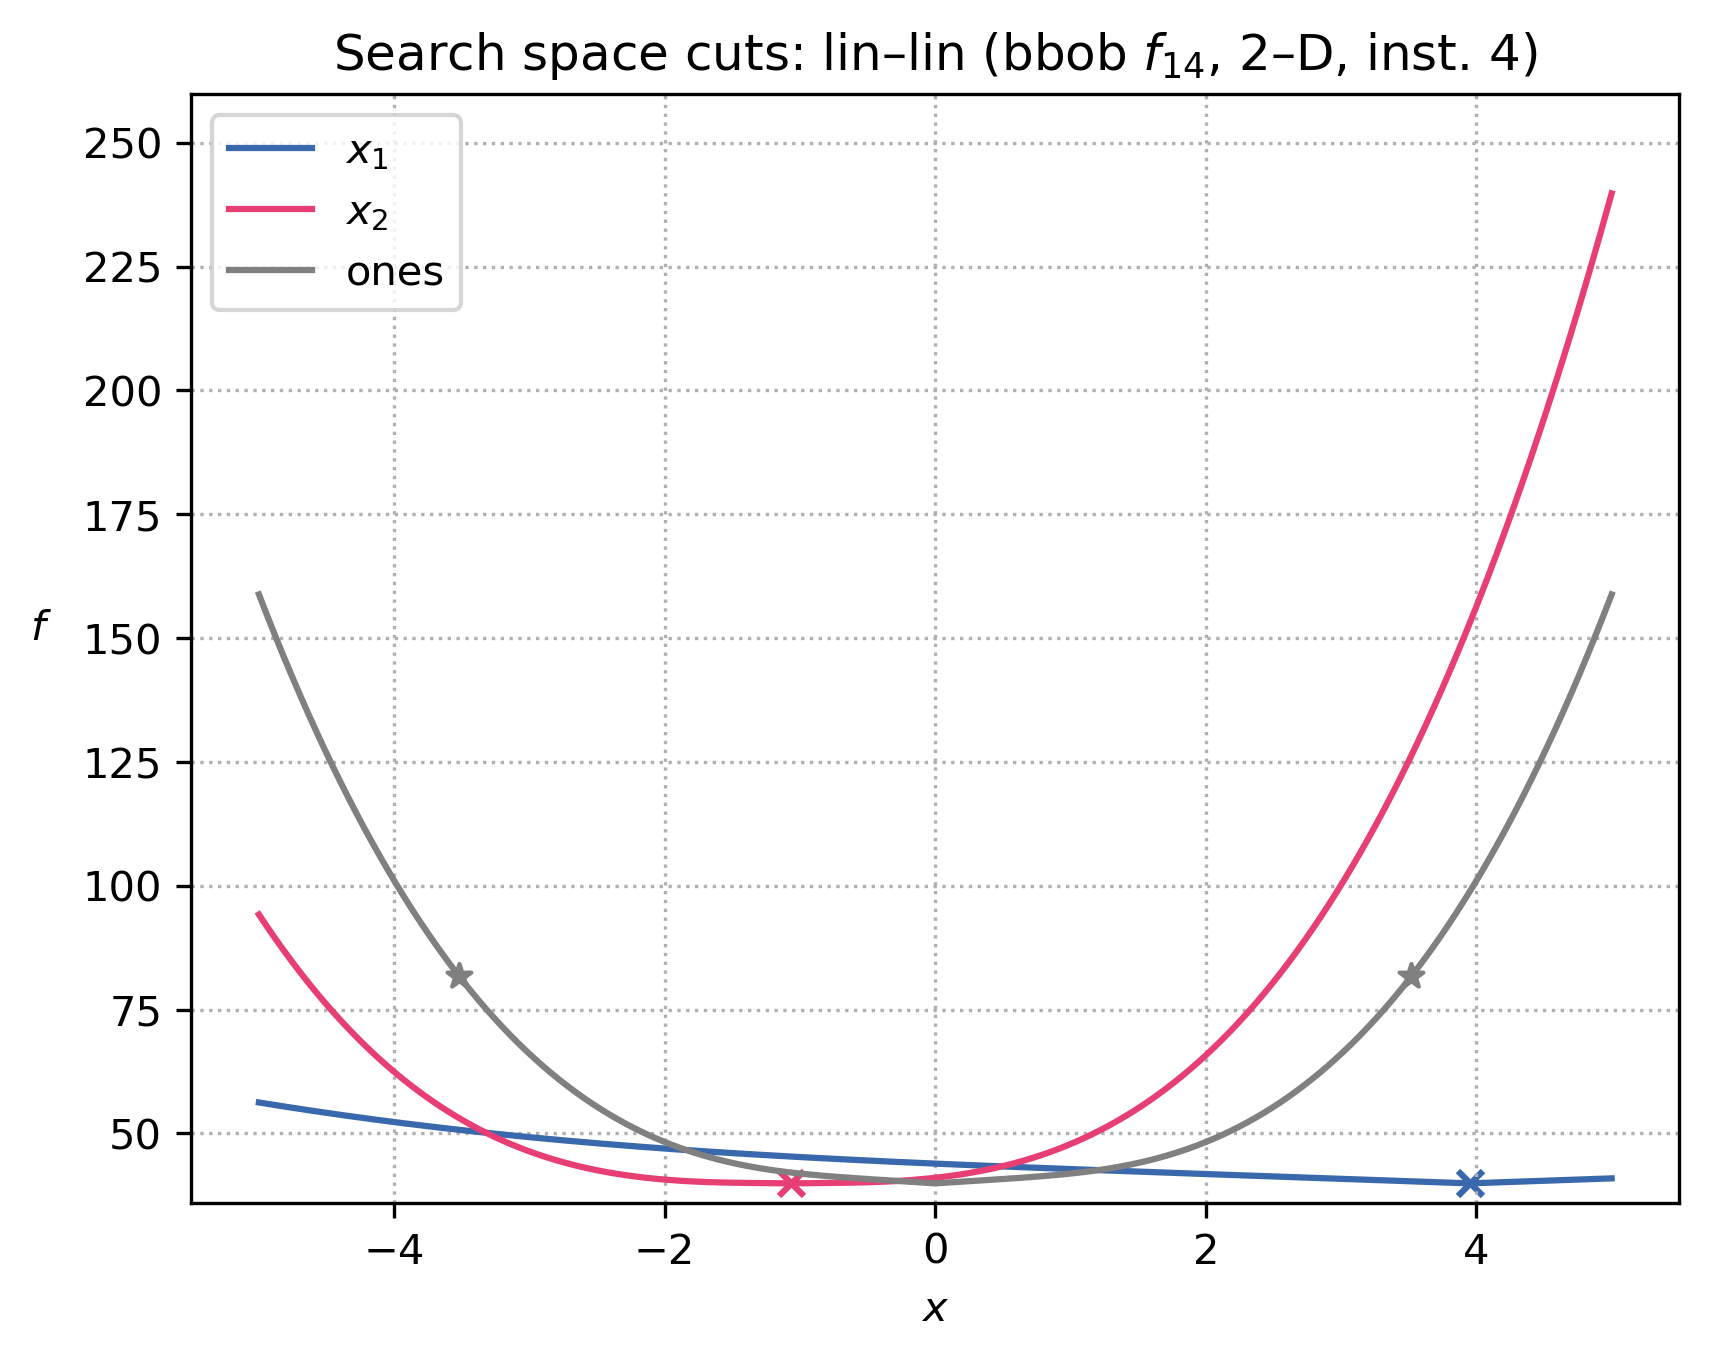 Search space cuts: lin–lin (bbob f₁₄, 2–D, inst. 4)
x₁
x₂
ones
250
225
200
175
150
125
100
75
50
f
−4
−2
0
2
4
x